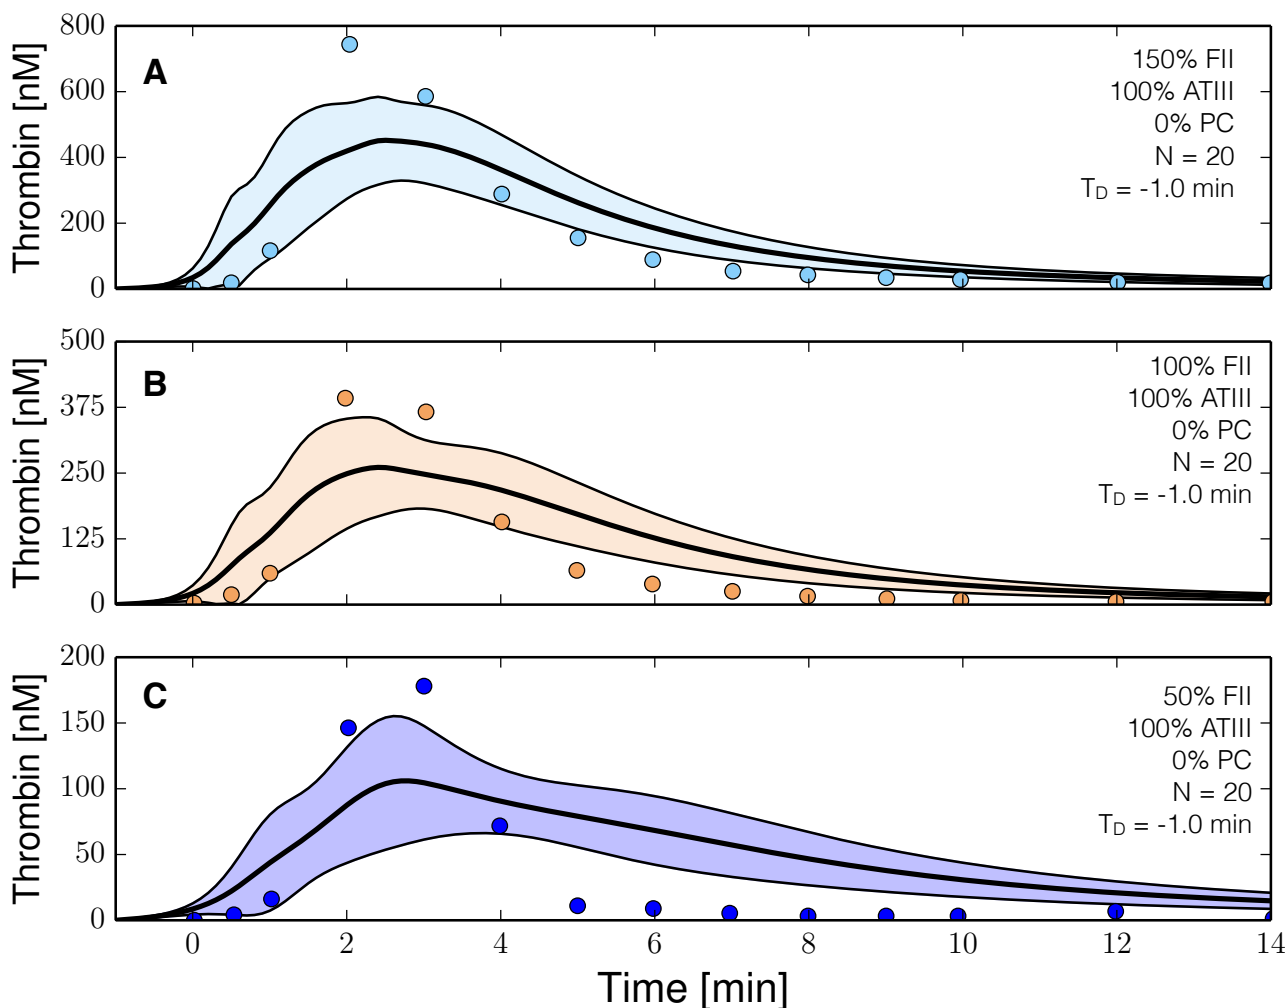 800
600
400
200
0
Thrombin [nM]
A
150% FII
100% ATIII
0% PC
N = 20
T_D = -1.0 min
500
375
250
125
0
Thrombin [nM]
B
100% FII
100% ATIII
0% PC
N = 20
T_D = -1.0 min
200
150
100
50
0
Thrombin [nM]
C
50% FII
100% ATIII
0% PC
N = 20
T_D = -1.0 min
0 2 4 6 8 10 12 14
Time [min]